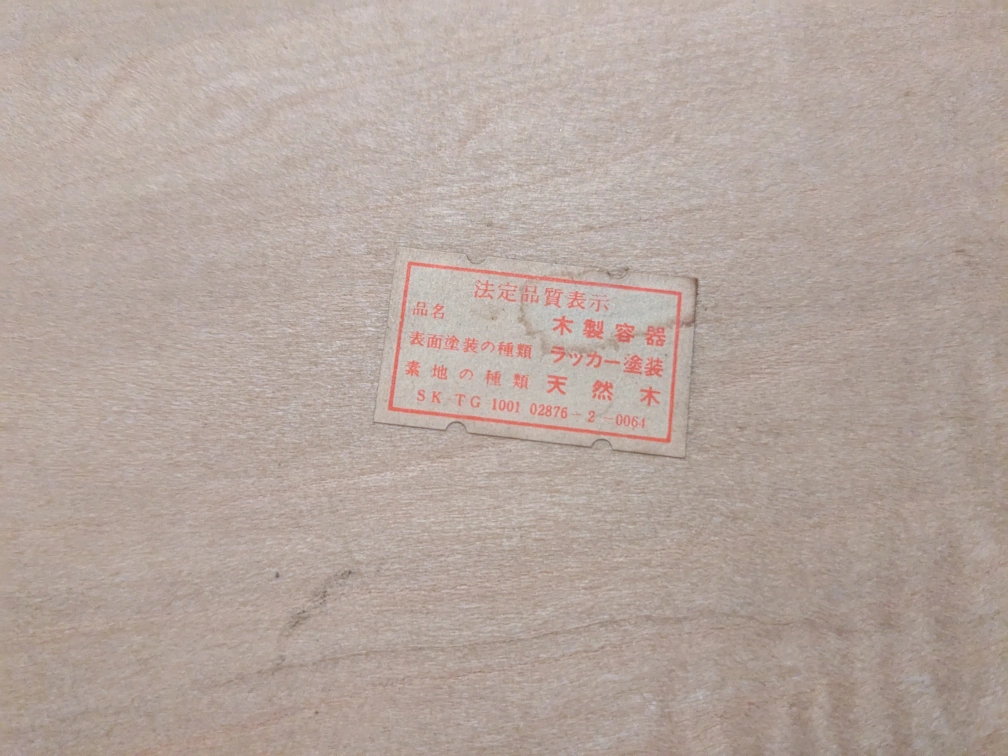 法定品質表示
品名 木製容器
表面塗装の種類 ラッカー塗装
素地の種類 天然木
SK TG 1001 02876-2-0064